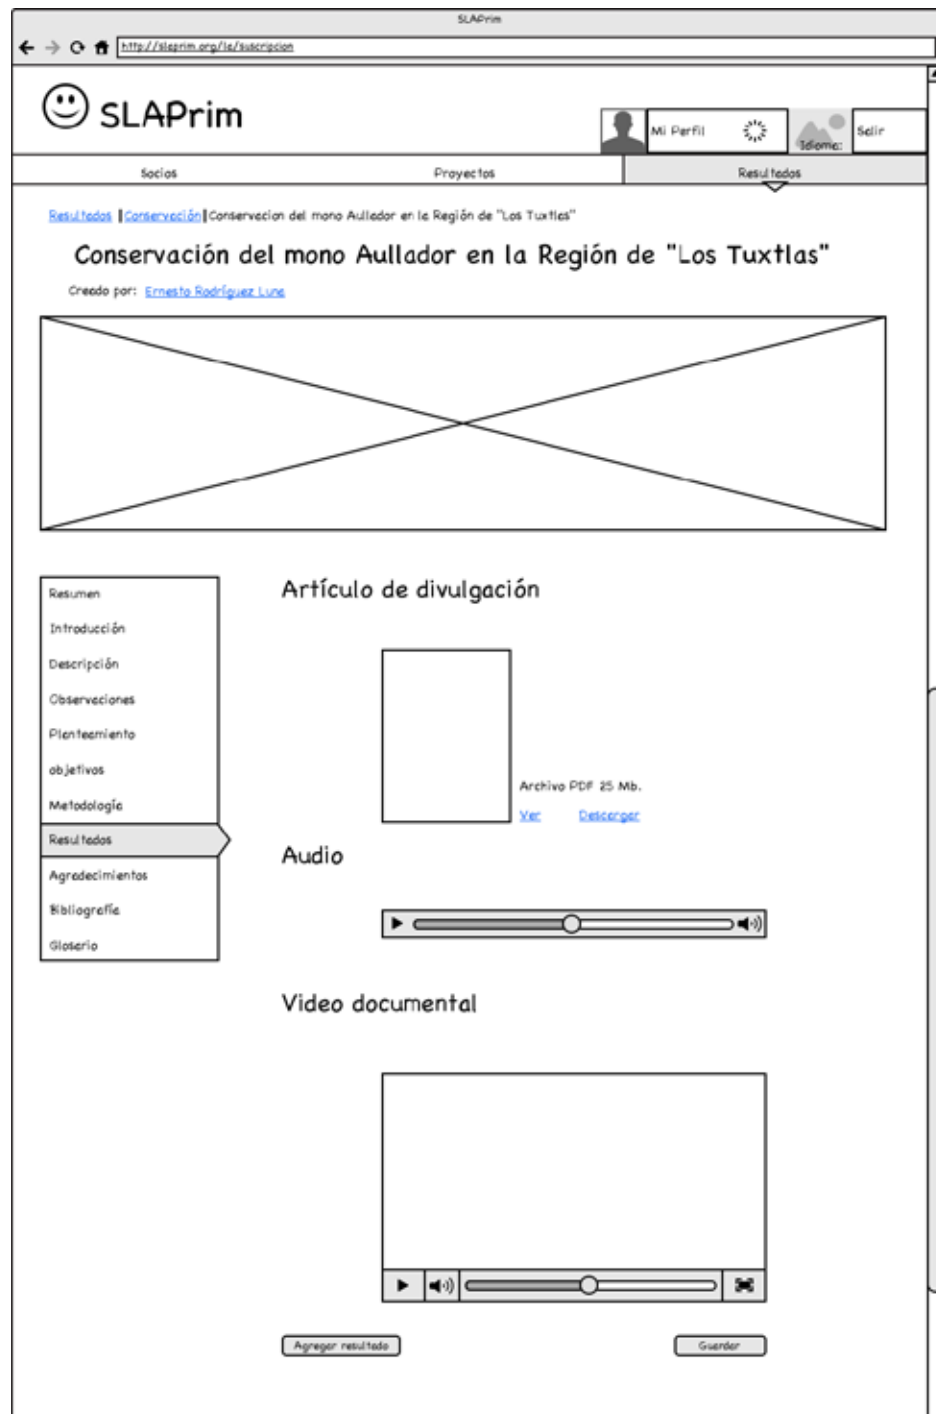 SLAPrim
http://slaprim.org/la/suscripcion
SLAPrim
Mi Perfil
Idioma:
Salir
Socios
Proyectos
Resultados
Resultados | Conservación | Conservacion del mono Aullador en la Región de "Los Tuxtlas"
Conservación del mono Aullador en la Región de "Los Tuxtlas"
Creado por: Ernesto Rodríguez Luna
Resumen
Introducción
Descripción
Observaciones
Planteamiento
objetivos
Metodología
Resultados
Agradecimientos
Bibliografía
Glosario
Artículo de divulgación
Archivo PDF 25 Mb.
Ver Descargar
Audio
Video documental
Agregar resultado
Guardar